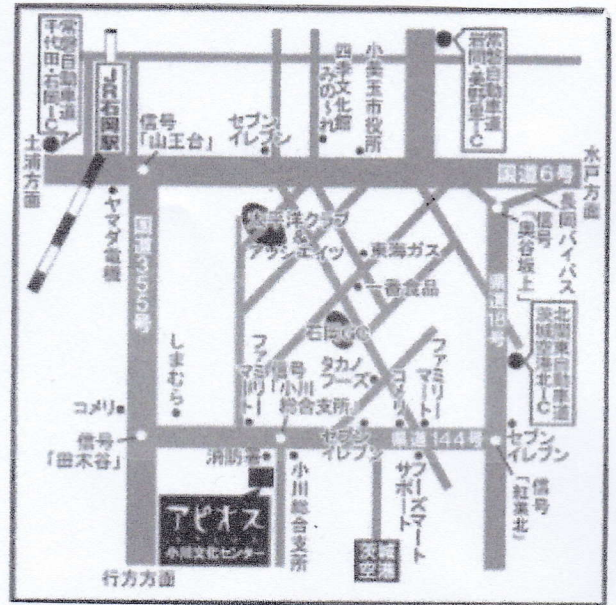 常磐自動車道
千代田・石岡IC
JR石岡駅
土浦方面
信号
「山王台」
セブン
イレブン
四季文化館
みの〜れ
小美玉市役所
常磐自動車道
岩間・美野里IC
水戸方面
国道6号
長岡バイパス
信号
「奥谷坂上」
ヤマダ電機
国道355号
太平洋クラブ
&
アソシエイツ
東海ガス
一番食品
石岡GC
北関東自動車道
茨城空港北IC
しまむら
ファミリー
マート
信号
「小川
総合支所」
タカノ
フーズ
コメリ
ファミリー
マート
コメリ
信号
「田木谷」
消防署
セブン
イレブン
県道144号
セブン
イレブン
信号
「紅葉北」
小川総合支所
フーズマート
サポート
アピオス
小川文化センター
茨城
空港
行方方面